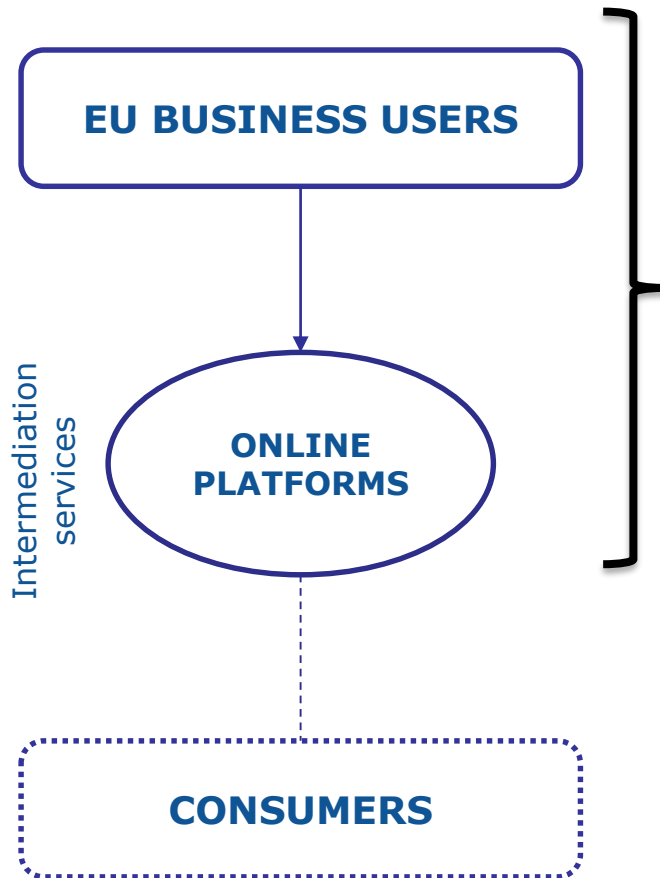 EU BUSINESS USERS
Intermediation
services
ONLINE
PLATFORMS
CONSUMERS